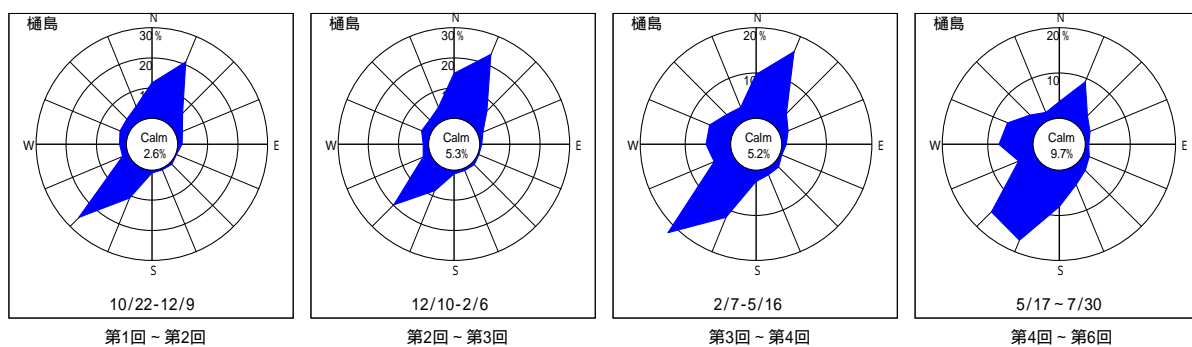 樋島
N
30%
20
W
E
Calm
2.6%
S
10/22-12/9
第1回 ~ 第2回
樋島
N
30%
20
W
E
Calm
5.3%
S
12/10-2/6
第2回 ~ 第3回
樋島
N
20%
10
W
E
Calm
5.2%
S
2/7-5/16
第3回 ~ 第4回
樋島
N
20%
10
W
E
Calm
9.7%
S
5/17 ~ 7/30
第4回 ~ 第6回